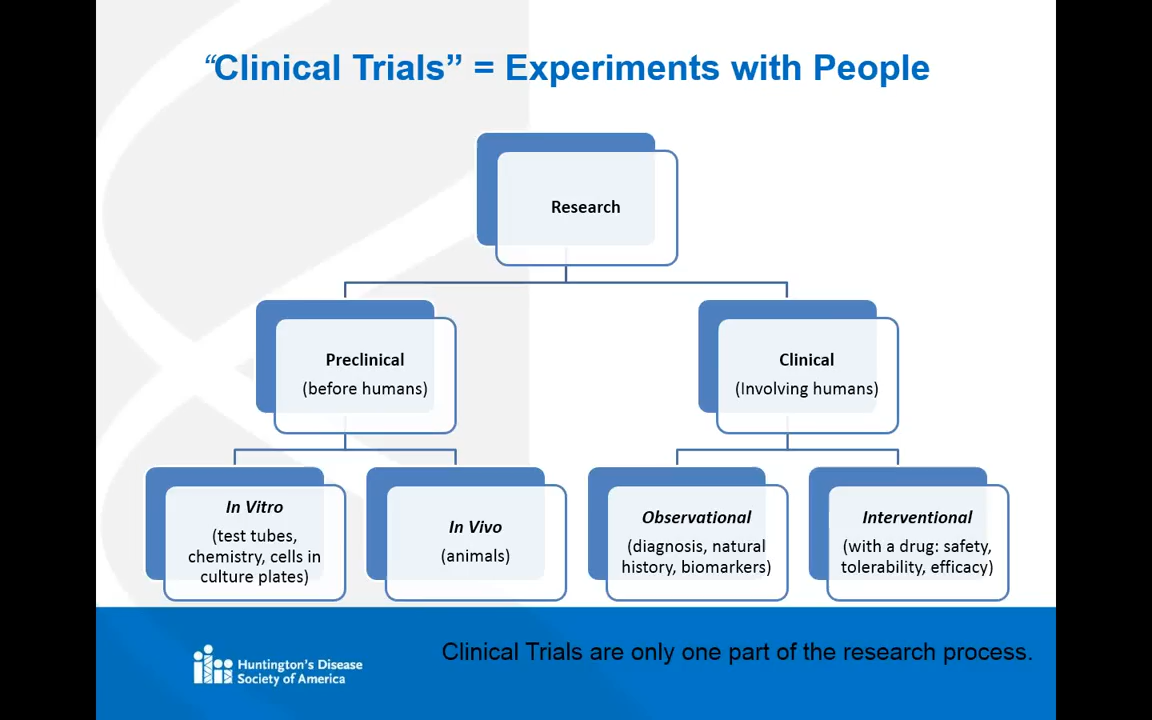 “Clinical Trials” = Experiments with People
Research
Preclinical
(before humans)
Clinical
(Involving humans)
In Vitro
(test tubes,
chemistry, cells in
culture plates)
In Vivo
(animals)
Observational
(diagnosis, natural
history, biomarkers)
Interventional
(with a drug: safety,
tolerability, efficacy)
Huntington's Disease
Society of America
Clinical Trials are only one part of the research process.